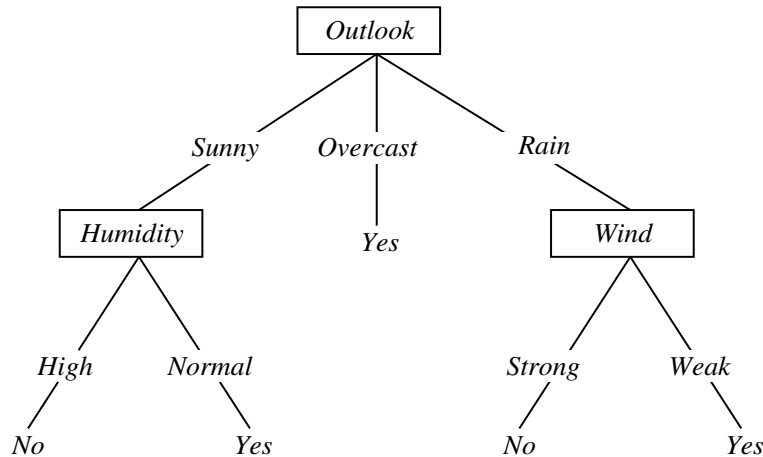 Outlook
Sunny Overcast Rain
Humidity Yes Wind
High Normal Strong Weak
No Yes No Yes